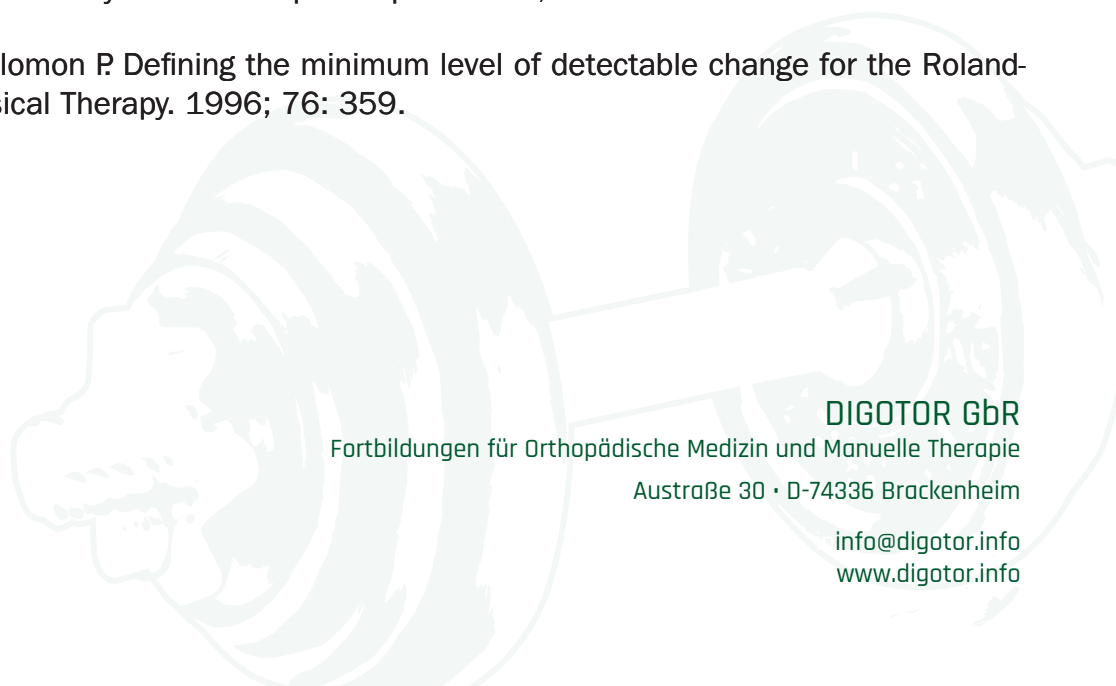 lomon P. Defining the minimum level of detectable change for the Roland-
sical Therapy. 1996; 76: 359.
DIGOTOR GbR
Fortbildungen für Orthopädische Medizin und Manuelle Therapie
Austraße 30 • D-74336 Brackenheim
info@digotor.info
www.digotor.info